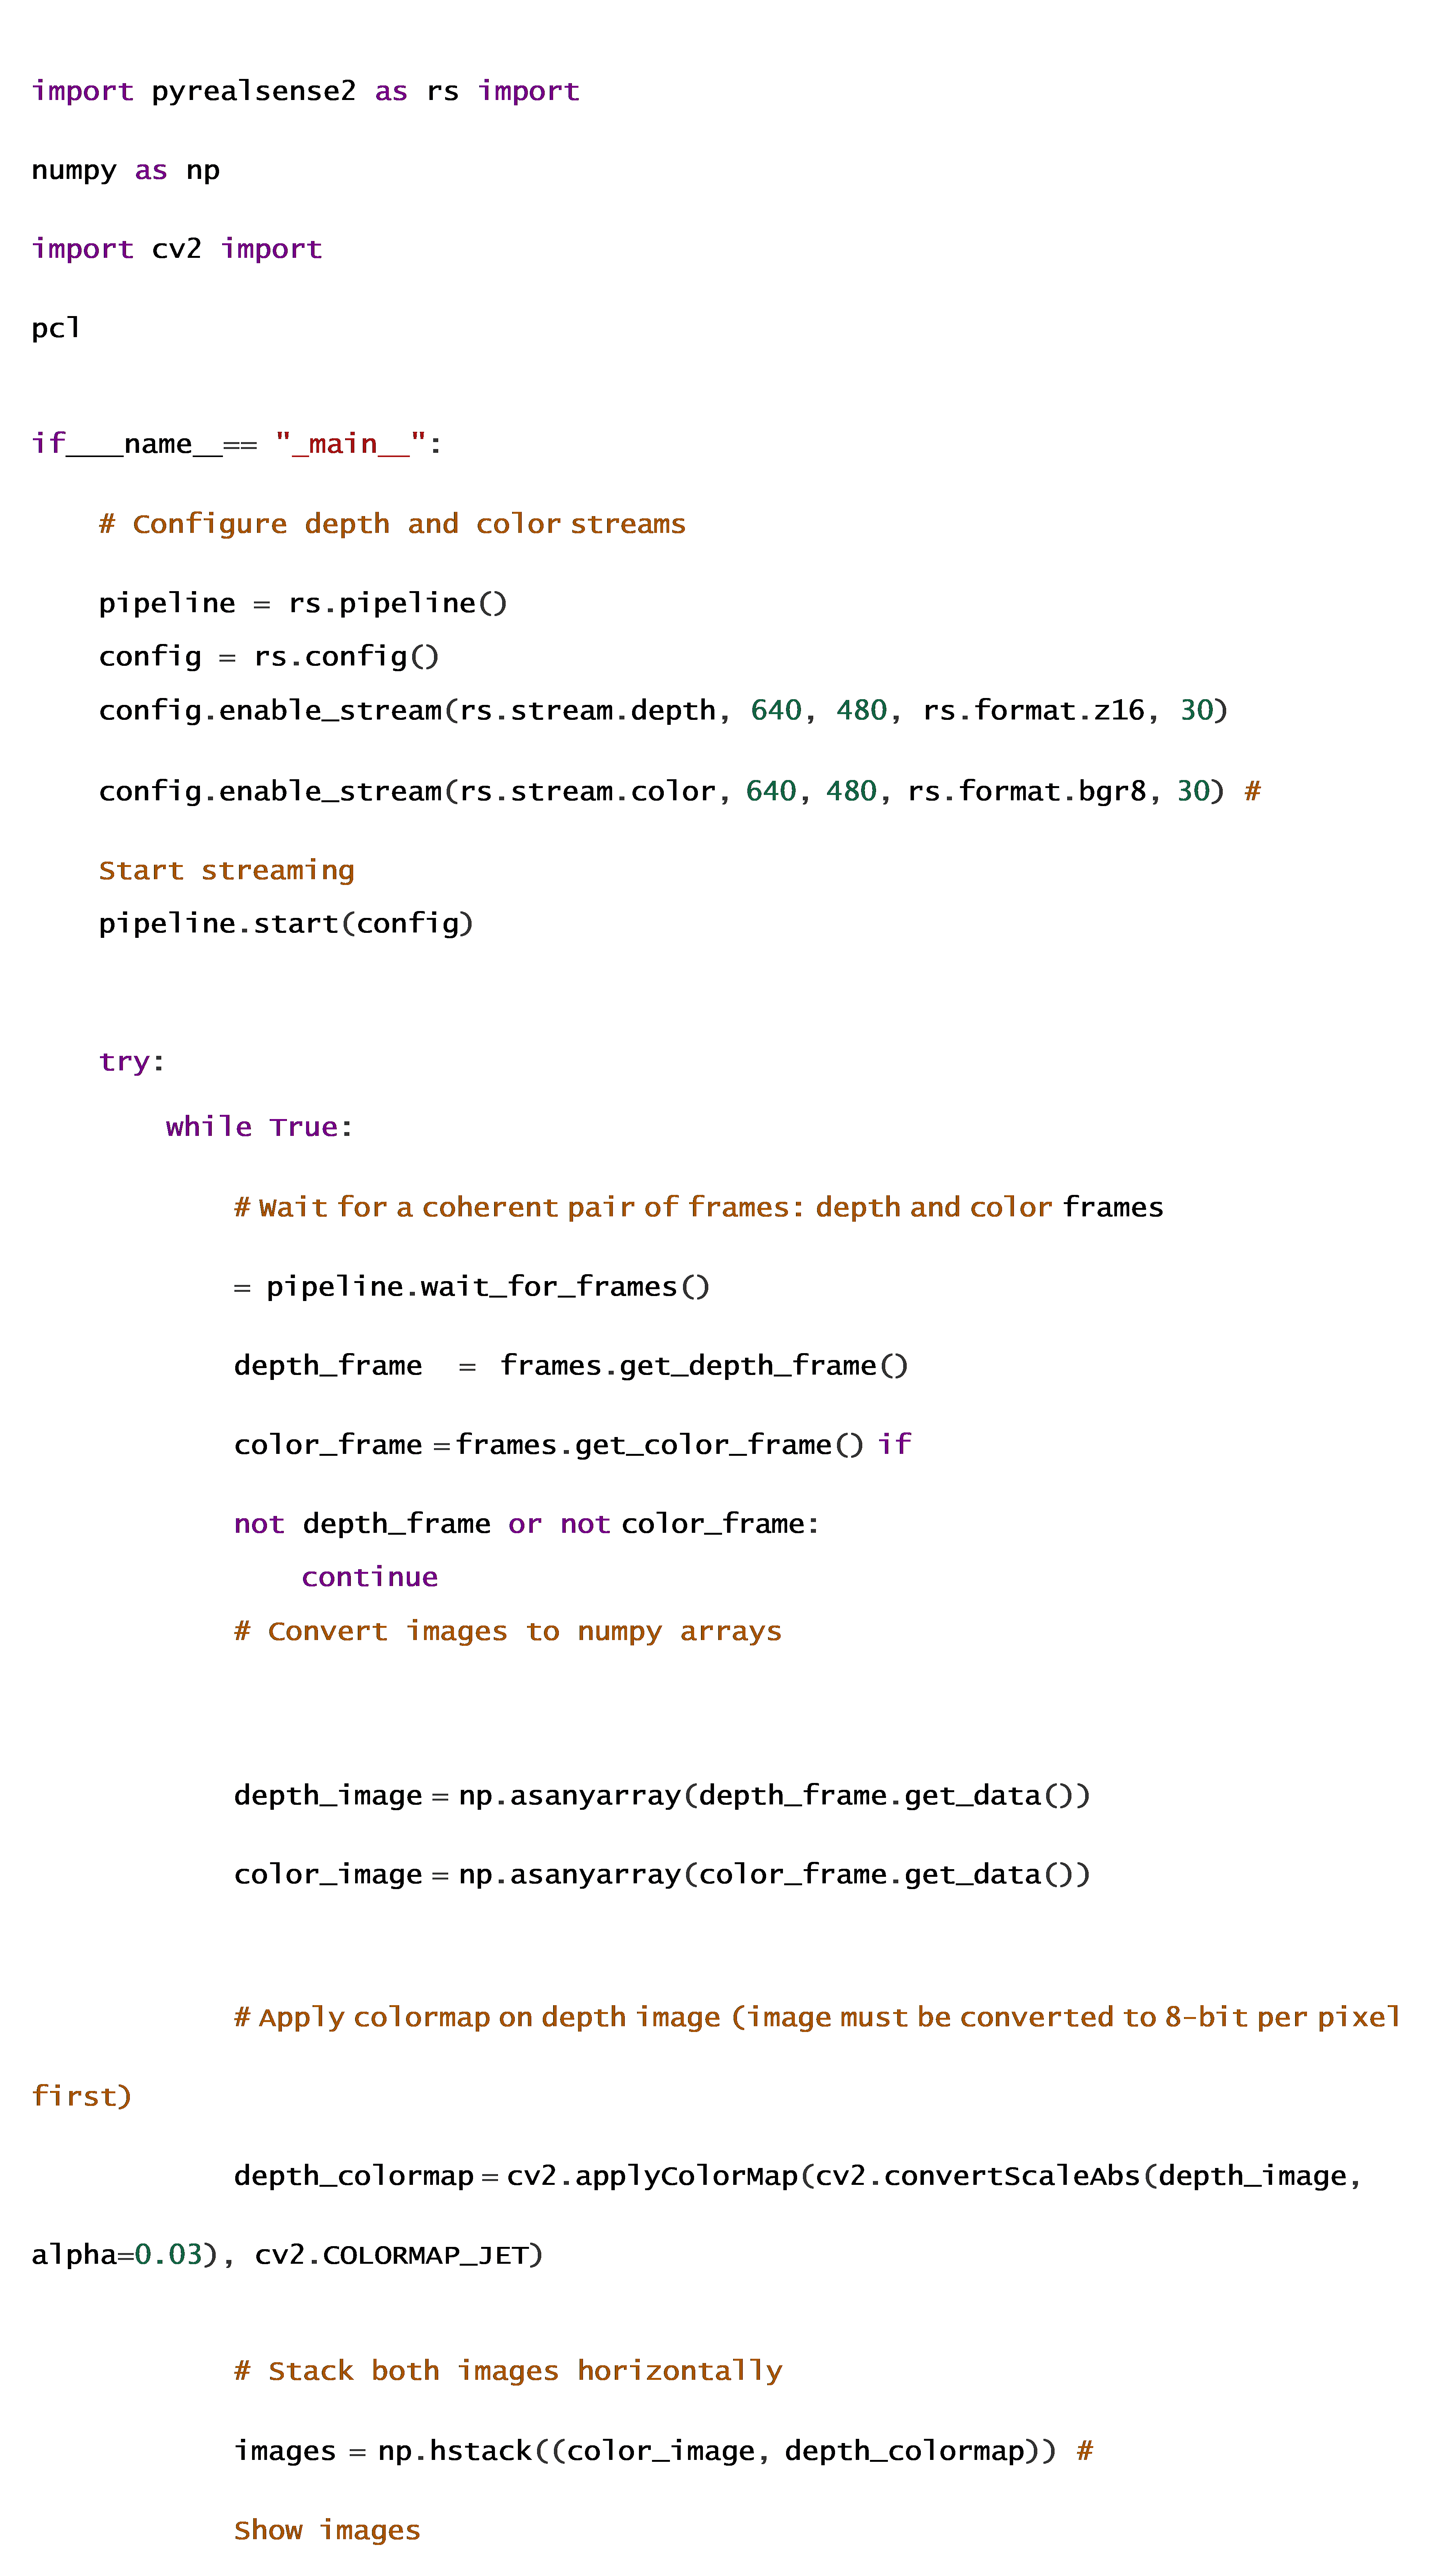 import pyrealsense2 as rs import
numpy as np
import cv2 import
pcl
if____name__== "_main__":
# Configure depth and color streams
pipeline = rs.pipeline()
config = rs.config()
config.enable_stream(rs.stream.depth, 640, 480, rs.format.z16, 30)
config.enable_stream(rs.stream.color, 640, 480, rs.format.bgr8, 30) #
Start streaming
pipeline.start(config)
try:
while True:
# Wait for a coherent pair of frames: depth and color frames
= pipeline.wait_for_frames()
depth_frame = frames.get_depth_frame()
color_frame =frames.get_color_frame() if
not depth_frame or not color_frame:
continue
# Convert images to numpy arrays
depth_image = np.asanyarray(depth_frame.get_data())
color_image = np.asanyarray(color_frame.get_data())
# Apply colormap on depth image (image must be converted to 8-bit per pixel
first)
depth_colormap = cv2.applyColorMap(cv2.convertScaleAbs(depth_image,
alpha=0.03), cv2.COLORMAP_JET)
# Stack both images horizontally
images = np.hstack((color_image, depth_colormap)) #
Show images